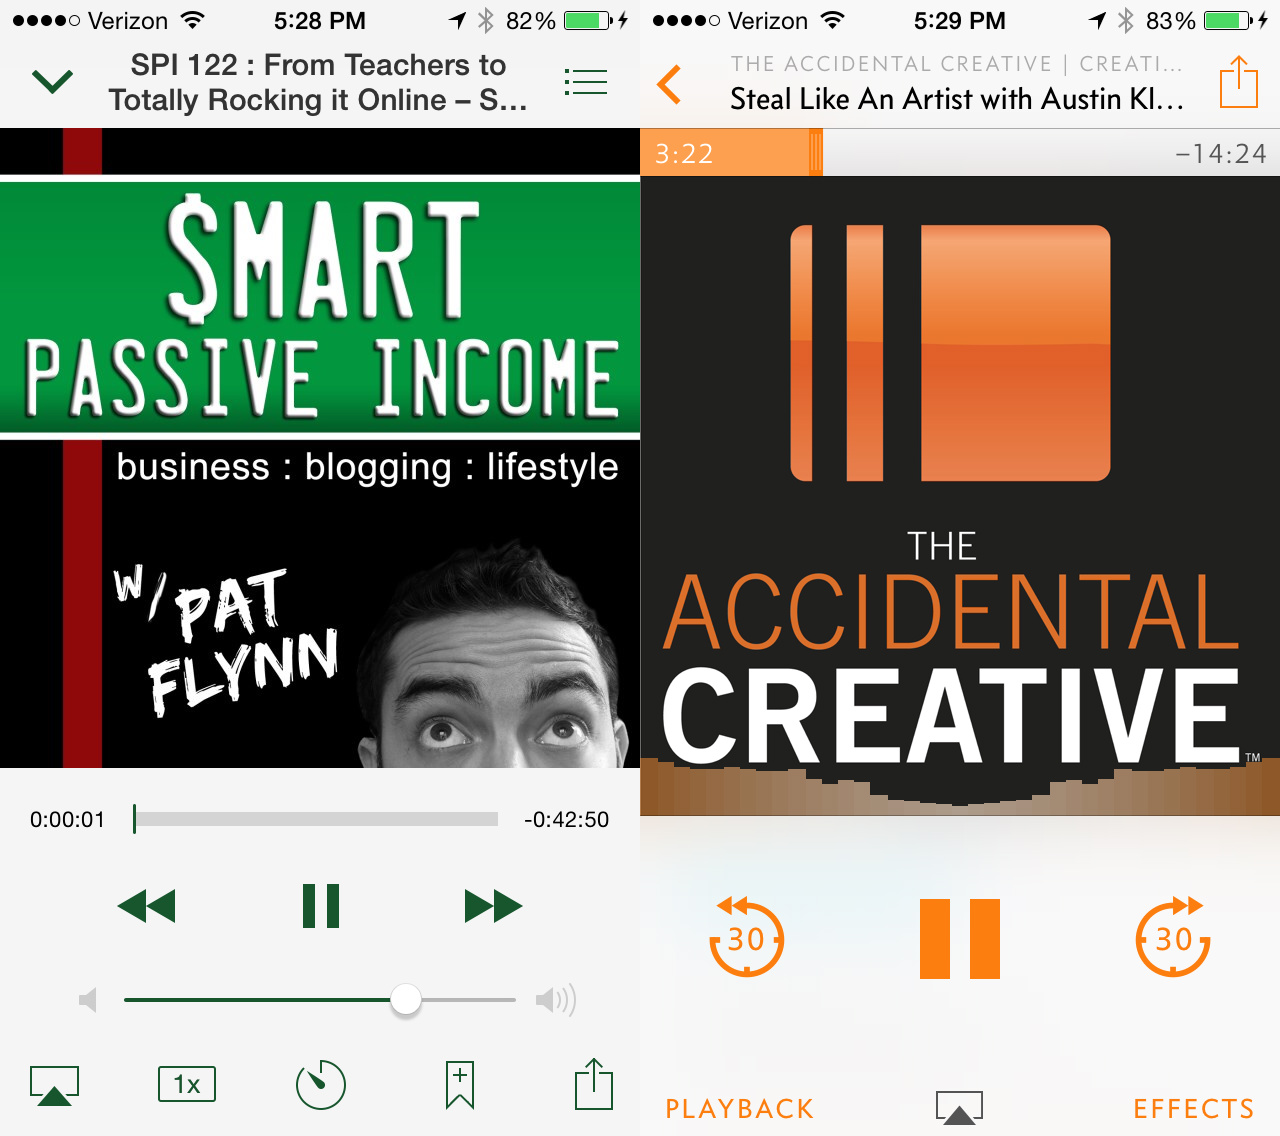 Verizon 5:28 PM 82%
SPI 122 : From Teachers to
Totally Rocking it Online – S...
$MART
PASSIVE INCOME
business : blogging : lifestyle
W/ PAT
FLYNN
0:00:01 -0:42:50
1x
Verizon 5:29 PM 83%
THE ACCIDENTAL CREATIVE | CREATI...
Steal Like An Artist with Austin Kl...
3:22 –14:24
THE
ACCIDENTAL
CREATIVE™
30 30
PLAYBACK EFFECTS